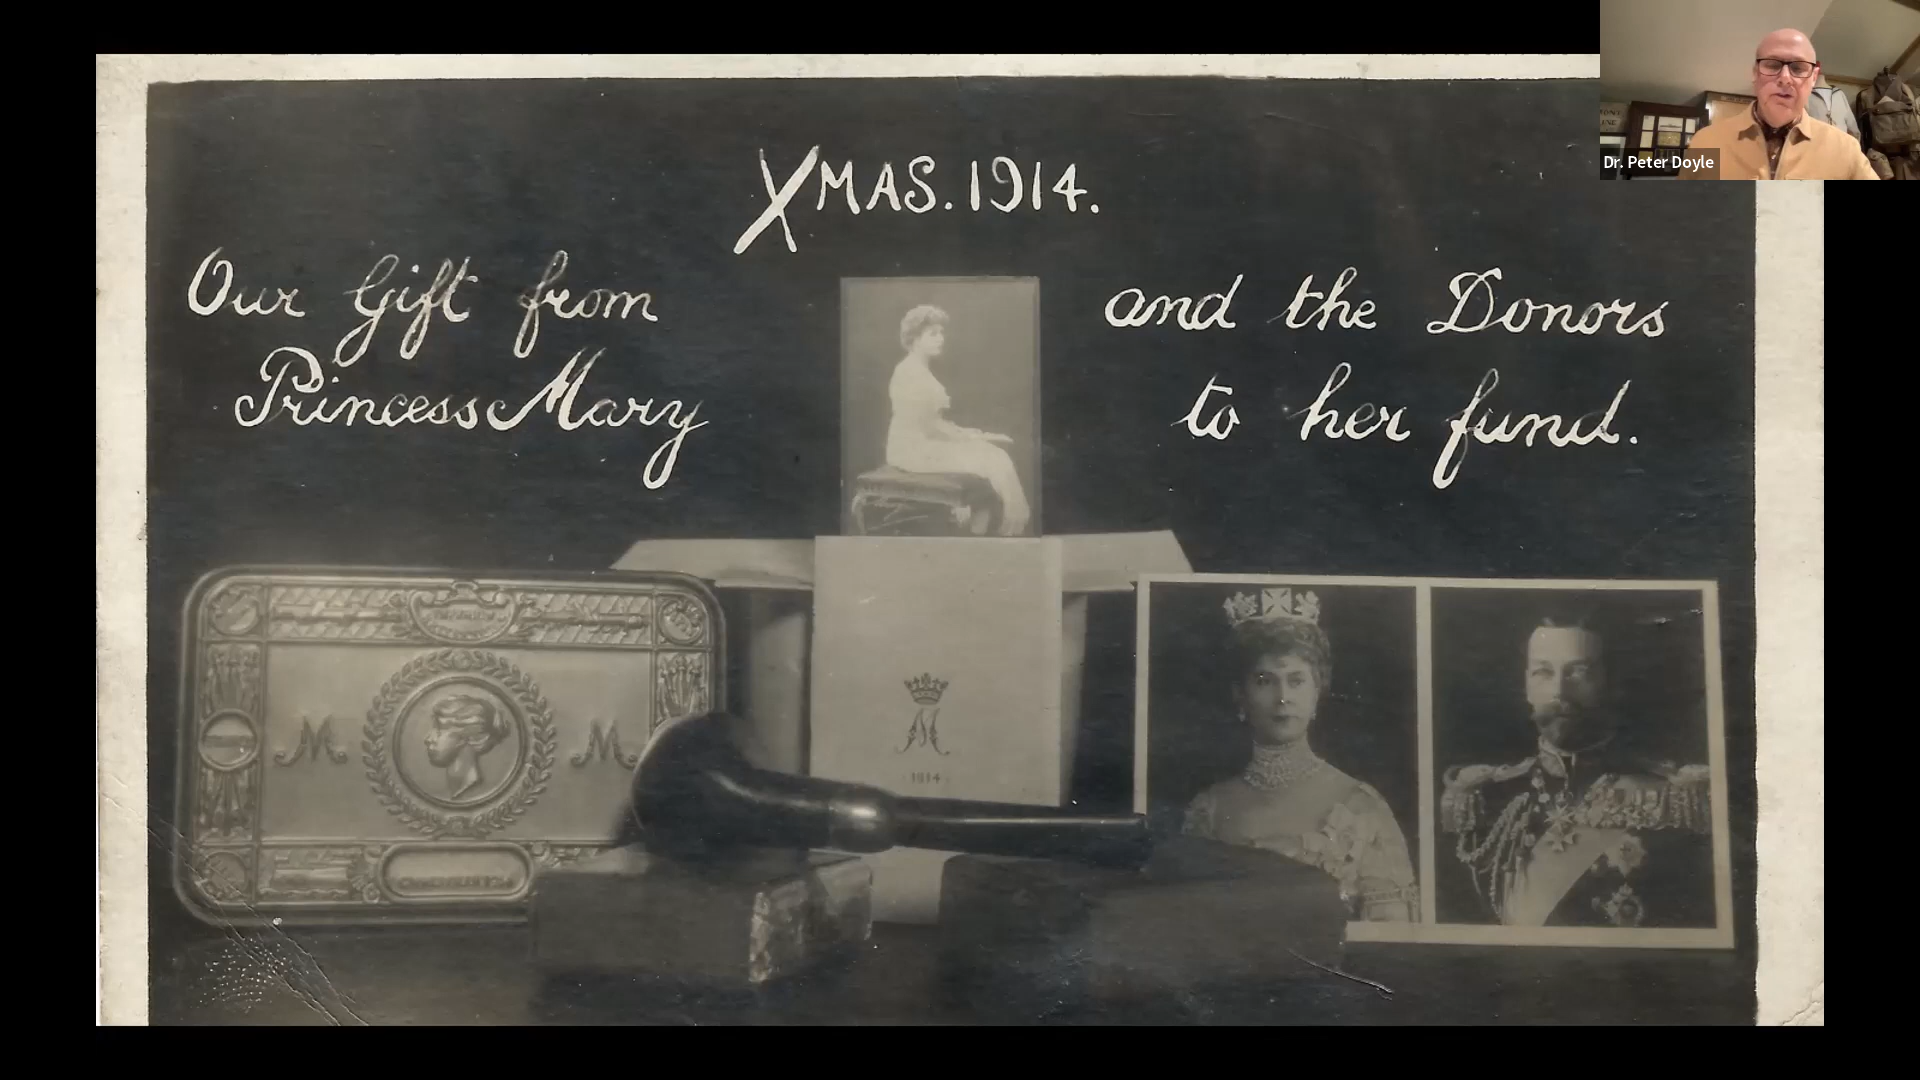 Dr. Peter Doyle
XMAS. 1914.
Our Gift from
Princess Mary
and the Donors
to her fund.
M
M
M
1914